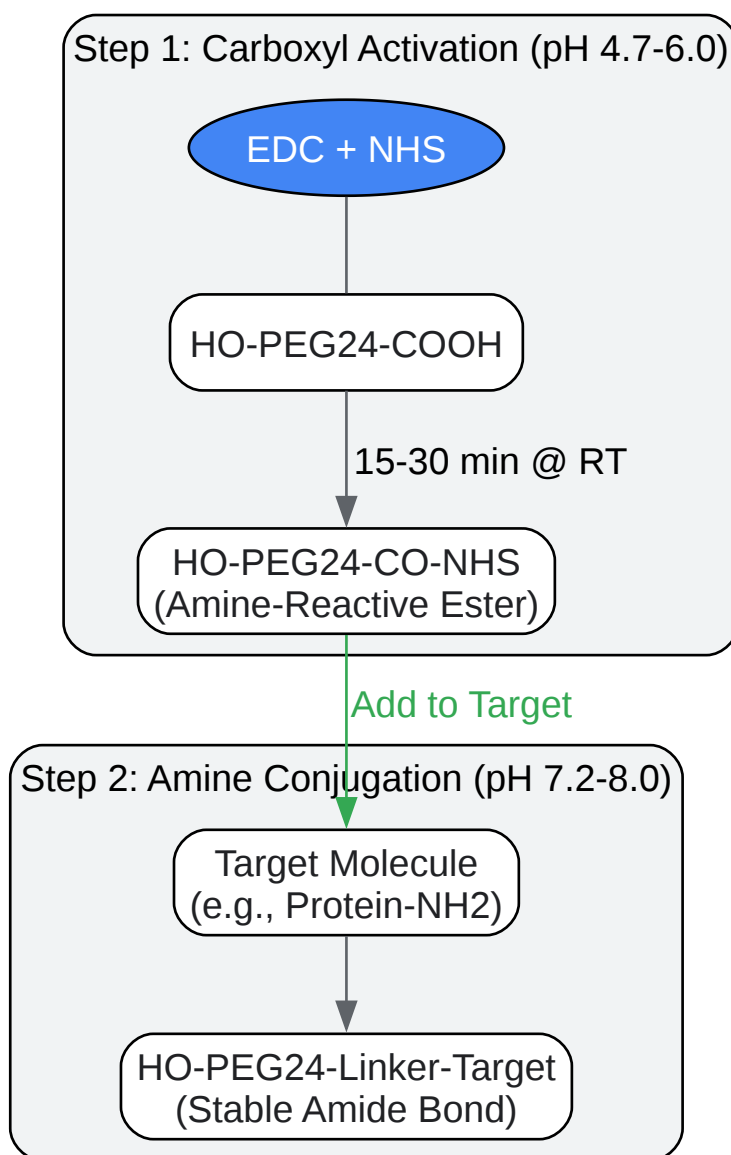 Step 1: Carboxyl Activation (pH 4.7-6.0)
EDC + NHS
HO-PEG24-COOH
15-30 min @ RT
HO-PEG24-CO-NHS
(Amine-Reactive Ester)
Add to Target
Step 2: Amine Conjugation (pH 7.2-8.0)
Target Molecule
(e.g., Protein-NH2)
HO-PEG24-Linker-Target
(Stable Amide Bond)